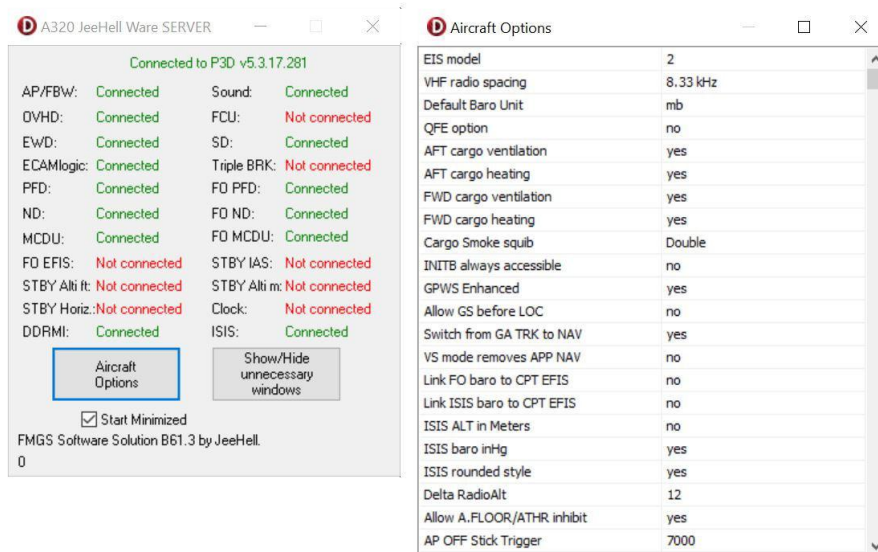 A320 JeeHell Ware SERVER
Connected to P3D v5.3.17.281
AP/FBW: Connected Sound: Connected
OVHD: Connected FCU: Not connected
EWD: Connected SD: Connected
ECAMlogic: Connected Triple BRK: Not connected
PFD: Connected FO PFD: Connected
ND: Connected FO ND: Connected
MCDU: Connected FO MCDU: Connected
FO EFIS: Not connected STBY IAS: Not connected
STBY Alti ft: Not connected STBY Alti m: Not connected
STBY Horiz.: Not connected Clock: Not connected
DDRMI: Connected ISIS: Connected
Aircraft
Options
Show/Hide
unnecessary
windows
Start Minimized
FMGS Software Solution B61.3 by JeeHell.
0
Aircraft Options
EIS model 2
VHF radio spacing 8.33 kHz
Default Baro Unit mb
QFE option no
AFT cargo ventilation yes
AFT cargo heating yes
FWD cargo ventilation yes
FWD cargo heating yes
Cargo Smoke squib Double
INITB always accessible no
GPWS Enhanced yes
Allow GS before LOC no
Switch from GA TRK to NAV yes
VS mode removes APP NAV no
Link FO baro to CPT EFIS no
Link ISIS baro to CPT EFIS no
ISIS ALT in Meters no
ISIS baro inHg yes
ISIS rounded style yes
Delta RadioAlt 12
Allow A.FLOOR/ATHR inhibit yes
AP OFF Stick Trigger 7000